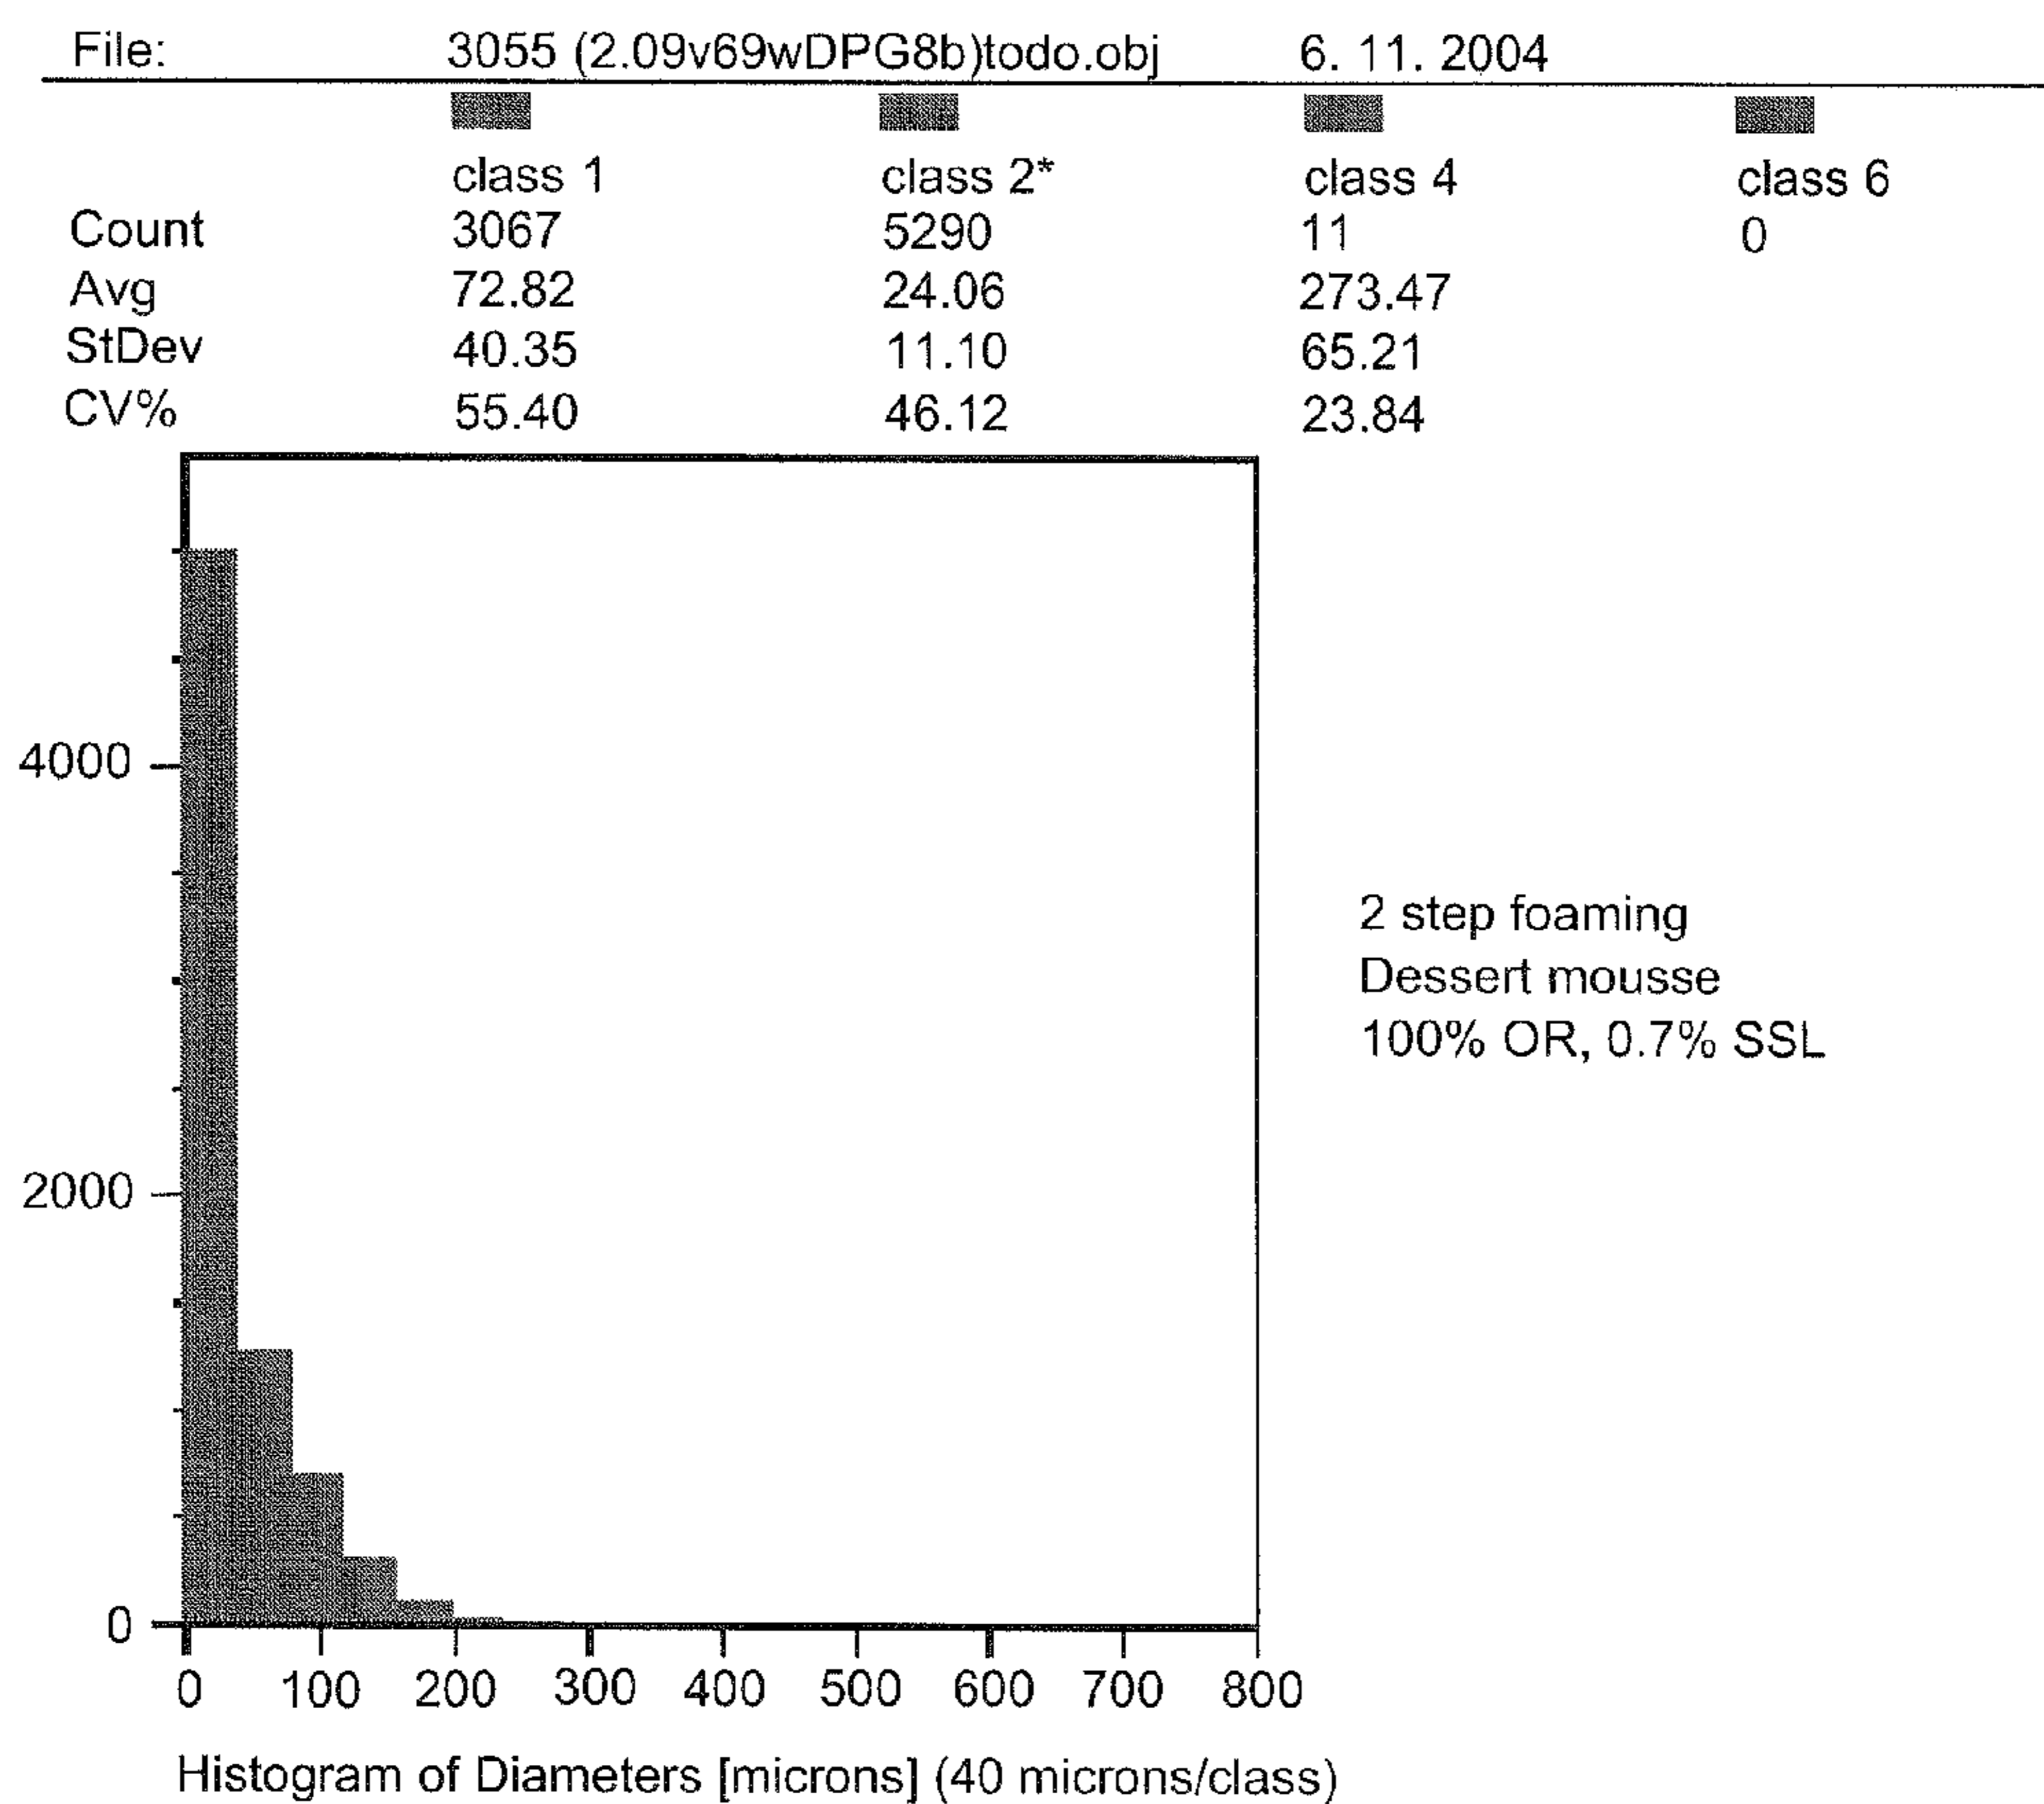 File: 3055 (2.09v69wDPG8b)todo.obj 6. 11. 2004
class 1 class 2* class 4 class 6
Count 3067 5290 11 0
Avg 72.82 24.06 273.47
StDev 40.35 11.10 65.21
CV% 55.40 46.12 23.84
4000
2 step foaming
Dessert mousse
100% OR, 0.7% SSL
2000
0
0 100 200 300 400 500 600 700 800
Histogram of Diameters [microns] (40 microns/class)